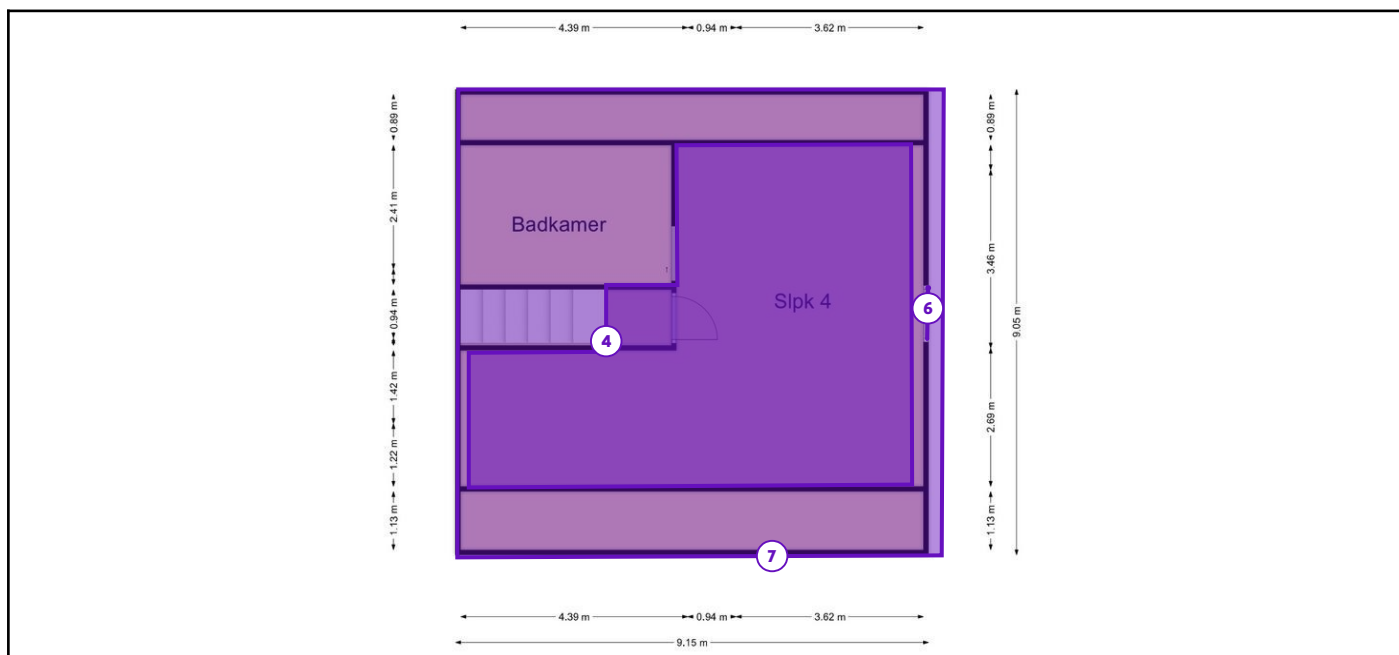 4.39 m 0.94 m 3.62 m
0.89 m 0.89 m
2.41 m
Badkamer
3.46 m
Slpk 4
6
0.94 m
9.05 m
4
1.42 m
2.69 m
1.22 m
1.13 m 1.13 m
7
4.39 m 0.94 m 3.62 m
9.15 m